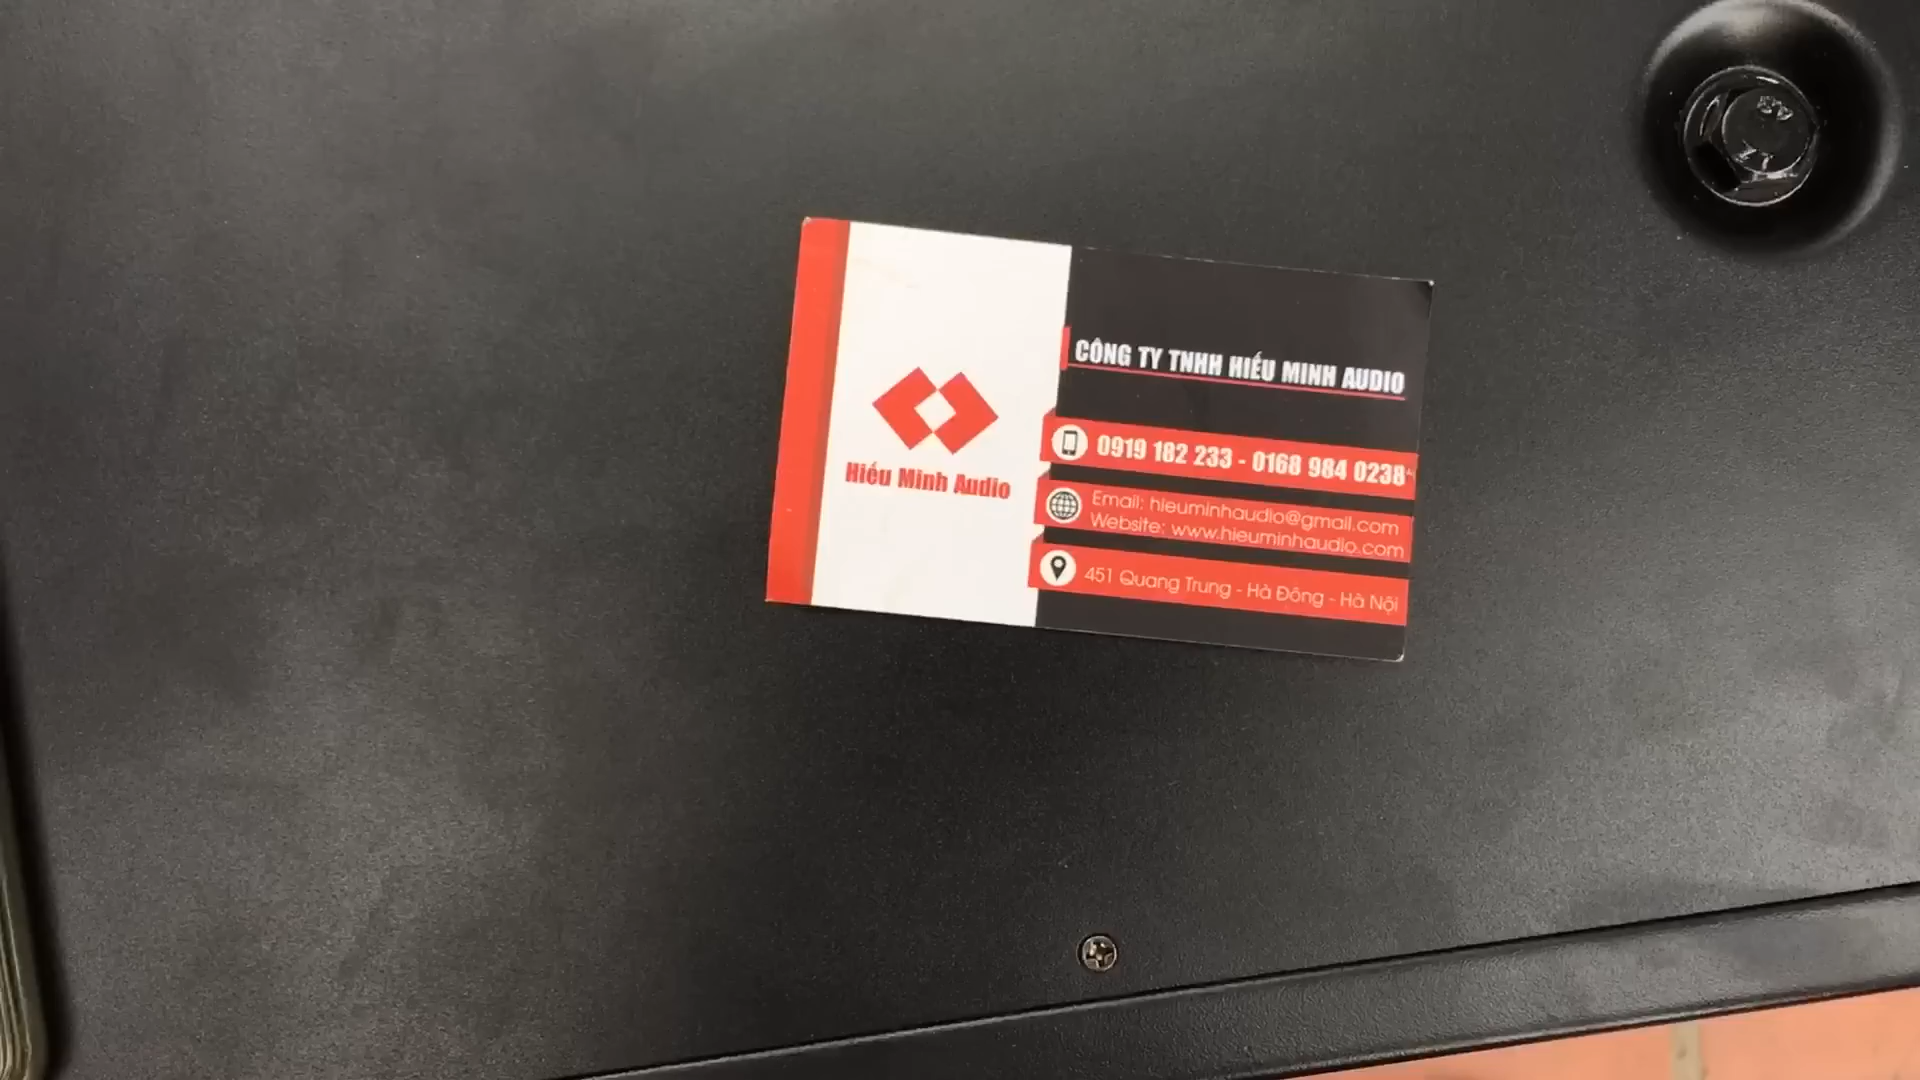 Hiếu Minh Audio
CÔNG TY TNHH HIẾU MINH AUDIO
0919 182 233 - 0168 984 0238
Email: hieuminhaudio@gmail.com
Website: www.hieuminhaudio.com
451 Quang Trung - Hà Đông - Hà Nội